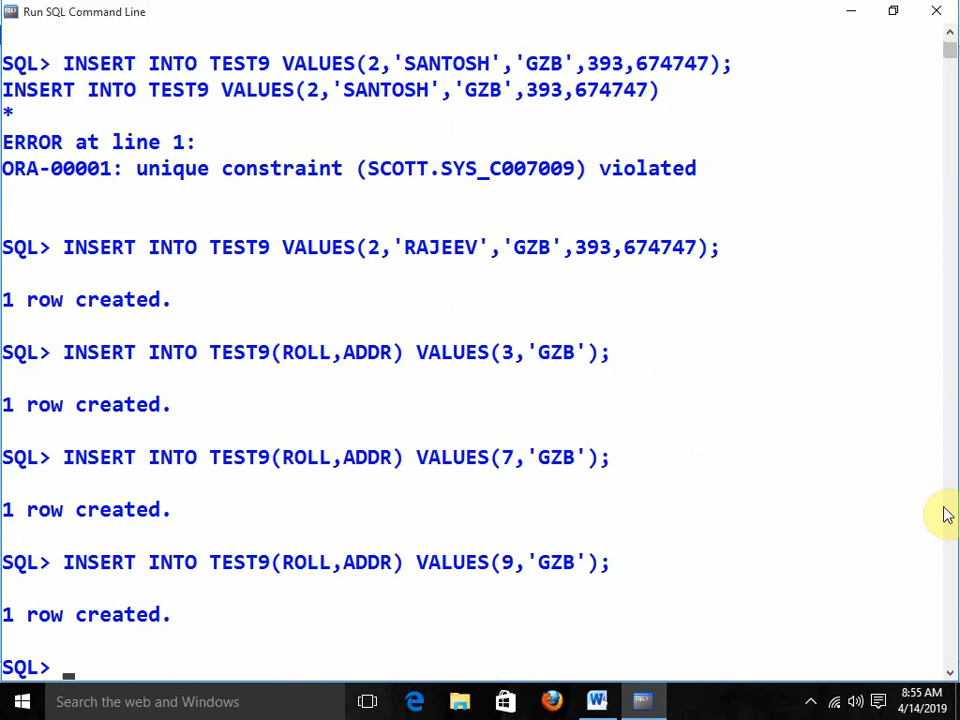 Run SQL Command Line
SQL> INSERT INTO TEST9 VALUES(2,'SANTOSH','GZB',393,674747);
INSERT INTO TEST9 VALUES(2,'SANTOSH','GZB',393,674747)
*
ERROR at line 1:
ORA-00001: unique constraint (SCOTT.SYS_C007009) violated
SQL> INSERT INTO TEST9 VALUES(2,'RAJEEV','GZB',393,674747);
1 row created.
SQL> INSERT INTO TEST9(ROLL,ADDR) VALUES(3,'GZB');
1 row created.
SQL> INSERT INTO TEST9(ROLL,ADDR) VALUES(7,'GZB');
1 row created.
SQL> INSERT INTO TEST9(ROLL,ADDR) VALUES(9,'GZB');
1 row created.
SQL>
Search the web and Windows
8:55 AM
4/14/2019